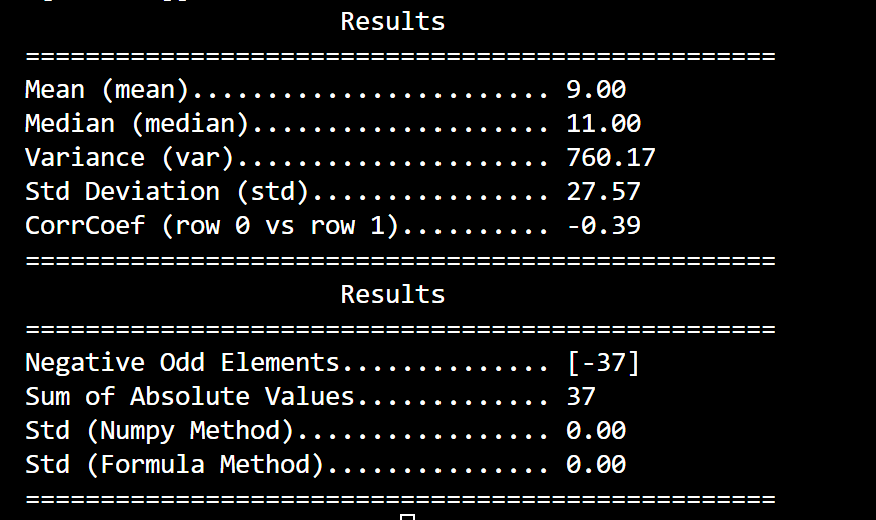 Results
==================================================
Mean (mean)........................ 9.00
Median (median).................... 11.00
Variance (var)..................... 760.17
Std Deviation (std)................ 27.57
CorrCoef (row 0 vs row 1).......... -0.39
==================================================
Results
==================================================
Negative Odd Elements.............. [-37]
Sum of Absolute Values............. 37
Std (Numpy Method)................. 0.00
Std (Formula Method)............... 0.00
==================================================